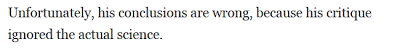 Unfortunately, his conclusions are wrong, because his critique
ignored the actual science.